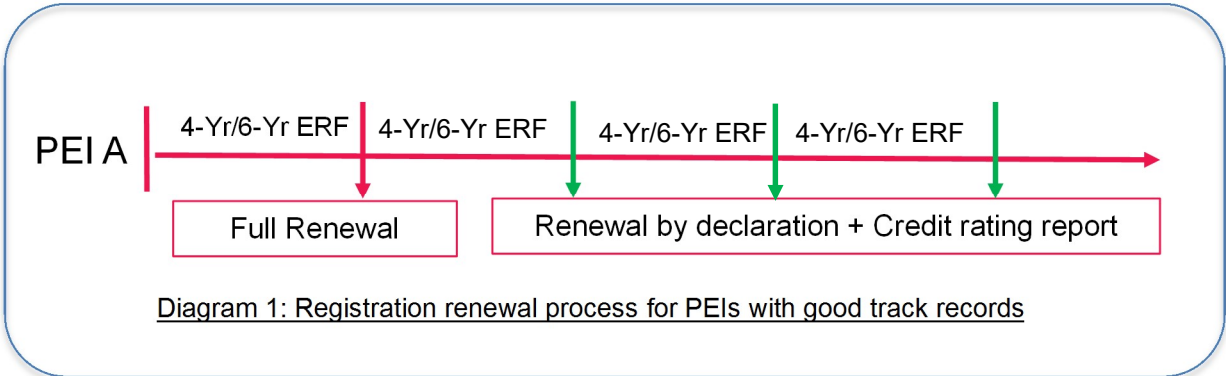 4-Yr/6-Yr ERF
4-Yr/6-Yr ERF
4-Yr/6-Yr ERF
4-Yr/6-Yr ERF
PEI A
Full Renewal
Renewal by declaration + Credit rating report
Diagram 1: Registration renewal process for PEIs with good track records